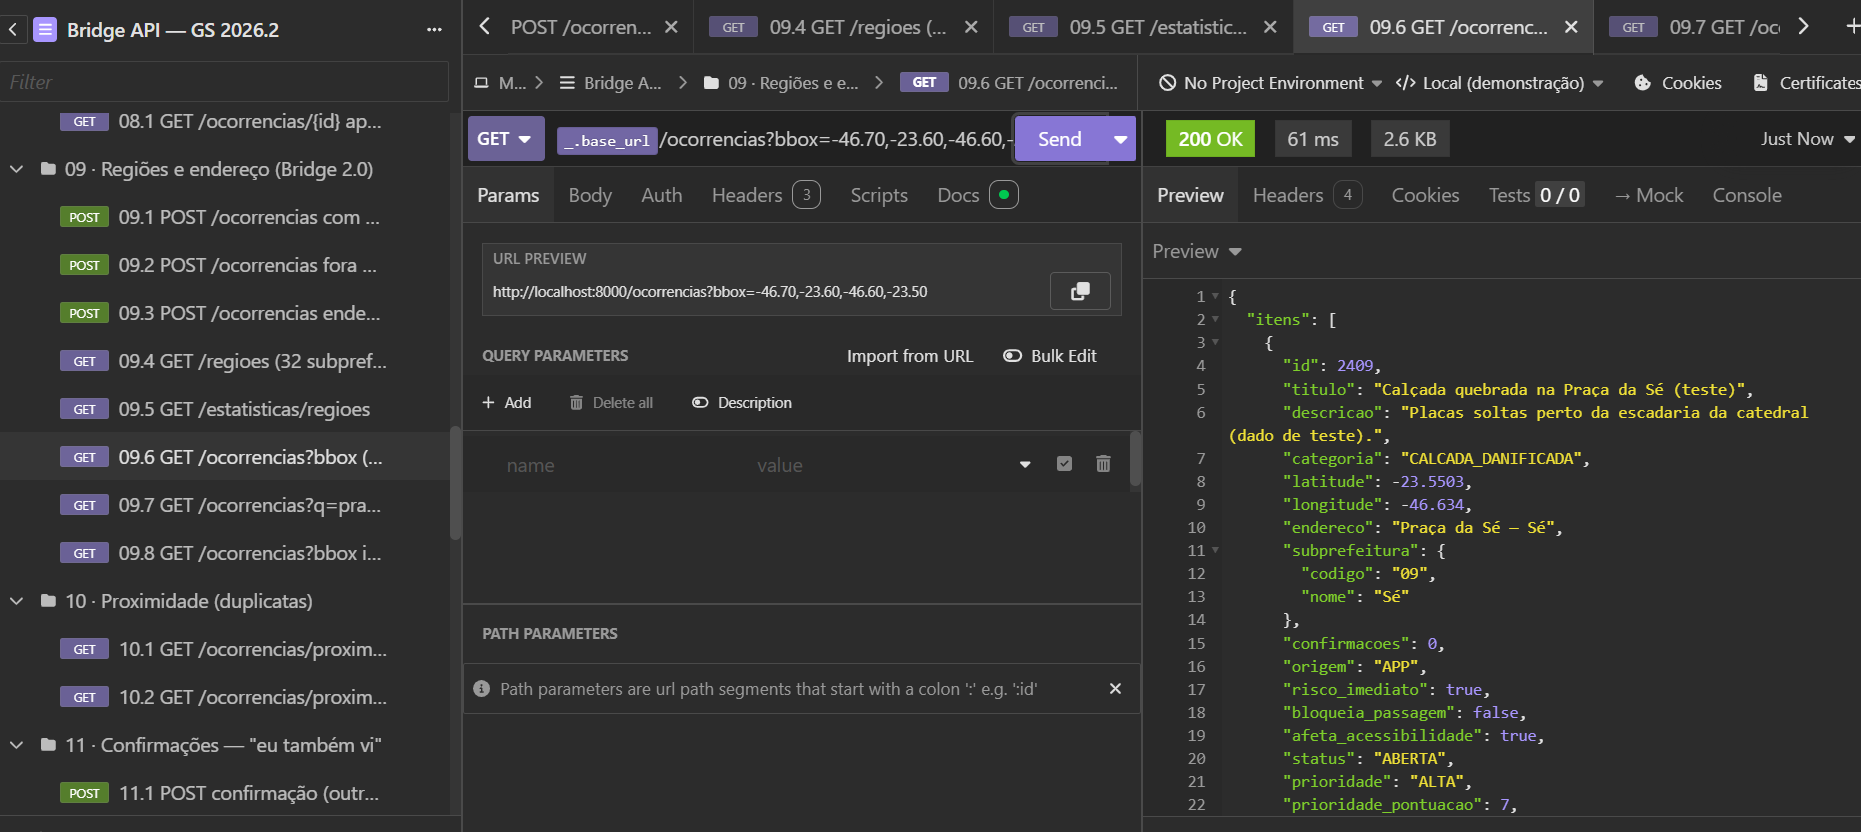 Bridge API — GS 2026.2
Filter
GET 08.1 GET /ocorrencias/{id} ap...
09 · Regiões e endereço (Bridge 2.0)
POST 09.1 POST /ocorrencias com ...
POST 09.2 POST /ocorrencias fora ...
POST 09.3 POST /ocorrencias ende...
GET 09.4 GET /regioes (32 subpref...
GET 09.5 GET /estatisticas/regioes
GET 09.6 GET /ocorrencias?bbox (...
GET 09.7 GET /ocorrencias?q=pra...
GET 09.8 GET /ocorrencias?bbox i...
10 · Proximidade (duplicatas)
GET 10.1 GET /ocorrencias/proxim...
GET 10.2 GET /ocorrencias/proxim...
11 · Confirmações — "eu também vi"
POST 11.1 POST confirmação (outr...
POST /ocorren... GET 09.4 GET /regioes (... GET 09.5 GET /estatistic... GET 09.6 GET /ocorrenc... GET 09.7 GET /oc
M... Bridge A... 09 · Regiões e e... GET 09.6 GET /ocorrenci...
No Project Environment </> Local (demonstração) Cookies Certificates
GET _.base_url /ocorrencias?bbox=-46.70,-23.60,-46.60,- Send
Params Body Auth Headers 3 Scripts Docs
URL PREVIEW
http://localhost:8000/ocorrencias?bbox=-46.70,-23.60,-46.60,-23.50
QUERY PARAMETERS Import from URL Bulk Edit
+ Add Delete all Description
name value
PATH PARAMETERS
Path parameters are url path segments that start with a colon ':' e.g. ':id'
200 OK 61 ms 2.6 KB Just Now
Preview Headers 4 Cookies Tests 0 / 0 → Mock Console
Preview
1 {
2 "itens": [
3 {
4 "id": 2409,
5 "titulo": "Calçada quebrada na Praça da Sé (teste)",
6 "descricao": "Placas soltas perto da escadaria da catedral
(dado de teste).",
7 "categoria": "CALCADA_DANIFICADA",
8 "latitude": -23.5503,
9 "longitude": -46.634,
10 "endereco": "Praça da Sé — Sé",
11 "subprefeitura": {
12 "codigo": "09",
13 "nome": "Sé"
14 },
15 "confirmacoes": 0,
16 "origem": "APP",
17 "risco_imediato": true,
18 "bloqueia_passagem": false,
19 "afeta_acessibilidade": true,
20 "status": "ABERTA",
21 "prioridade": "ALTA",
22 "prioridade_pontuacao": 7,